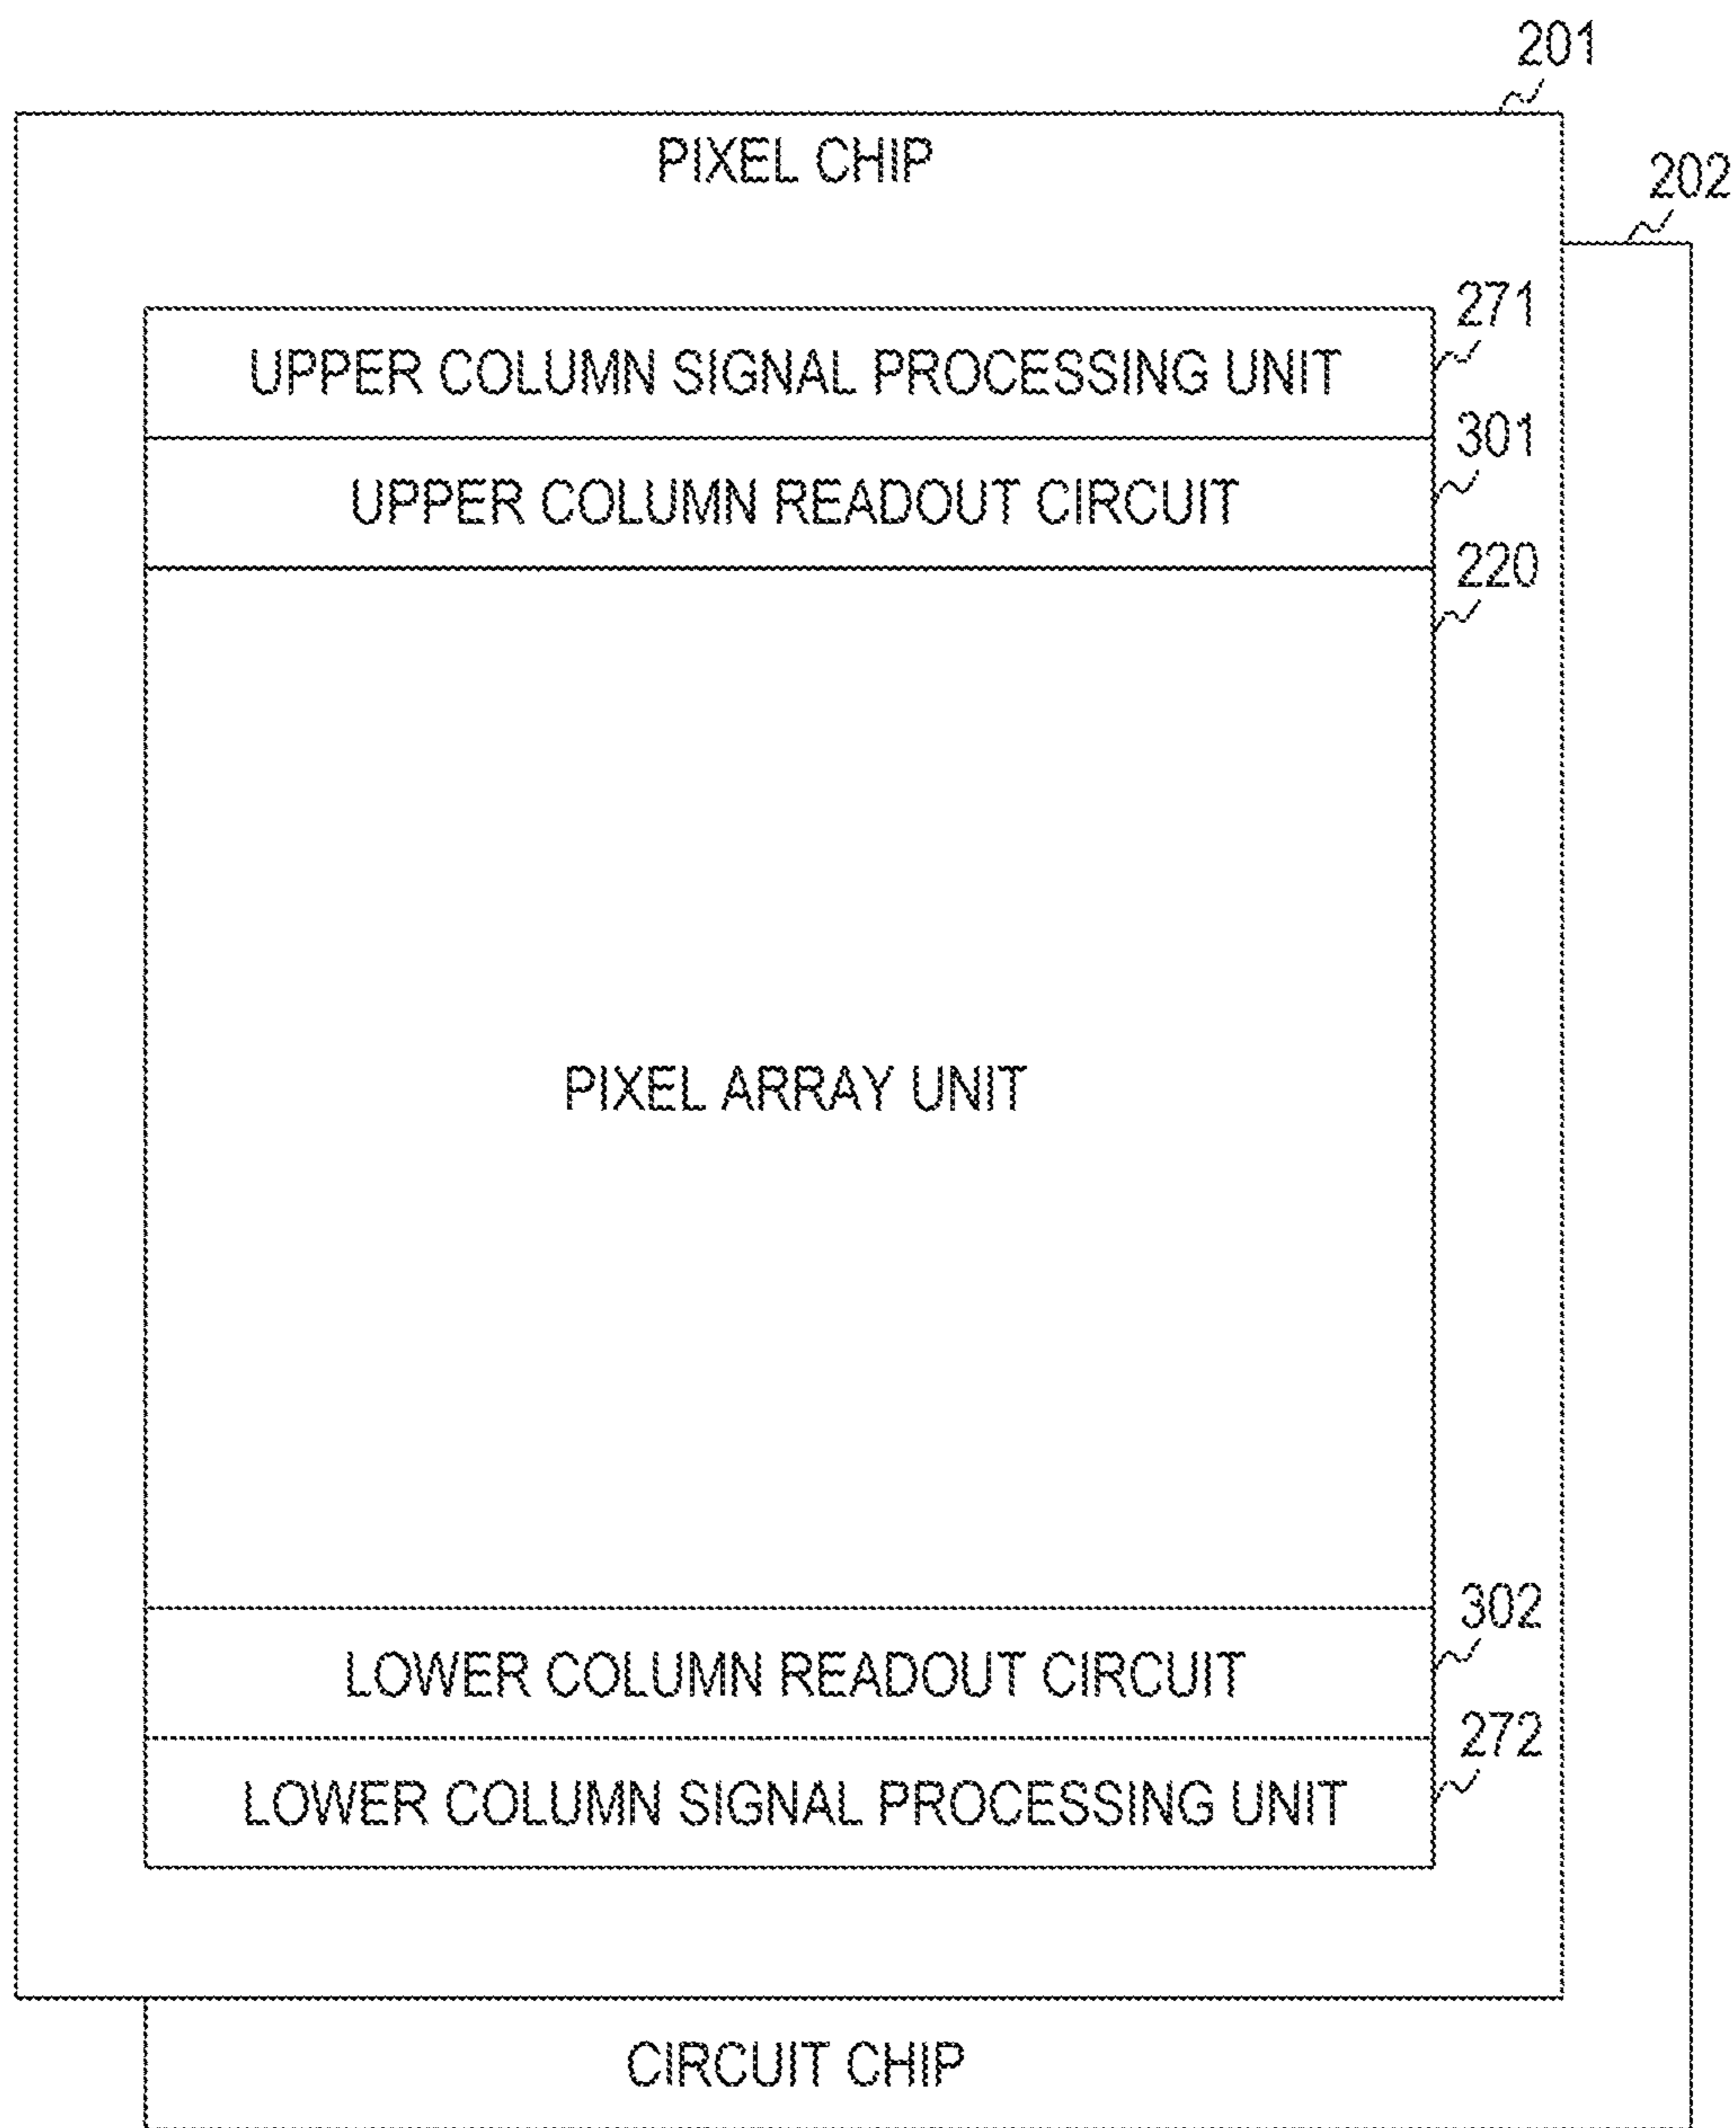 201
PIXEL CHIP
202
271
UPPER COLUMN SIGNAL PROCESSING UNIT
301
UPPER COLUMN READOUT CIRCUIT
220
PIXEL ARRAY UNIT
302
LOWER COLUMN READOUT CIRCUIT
272
LOWER COLUMN SIGNAL PROCESSING UNIT
CIRCUIT CHIP